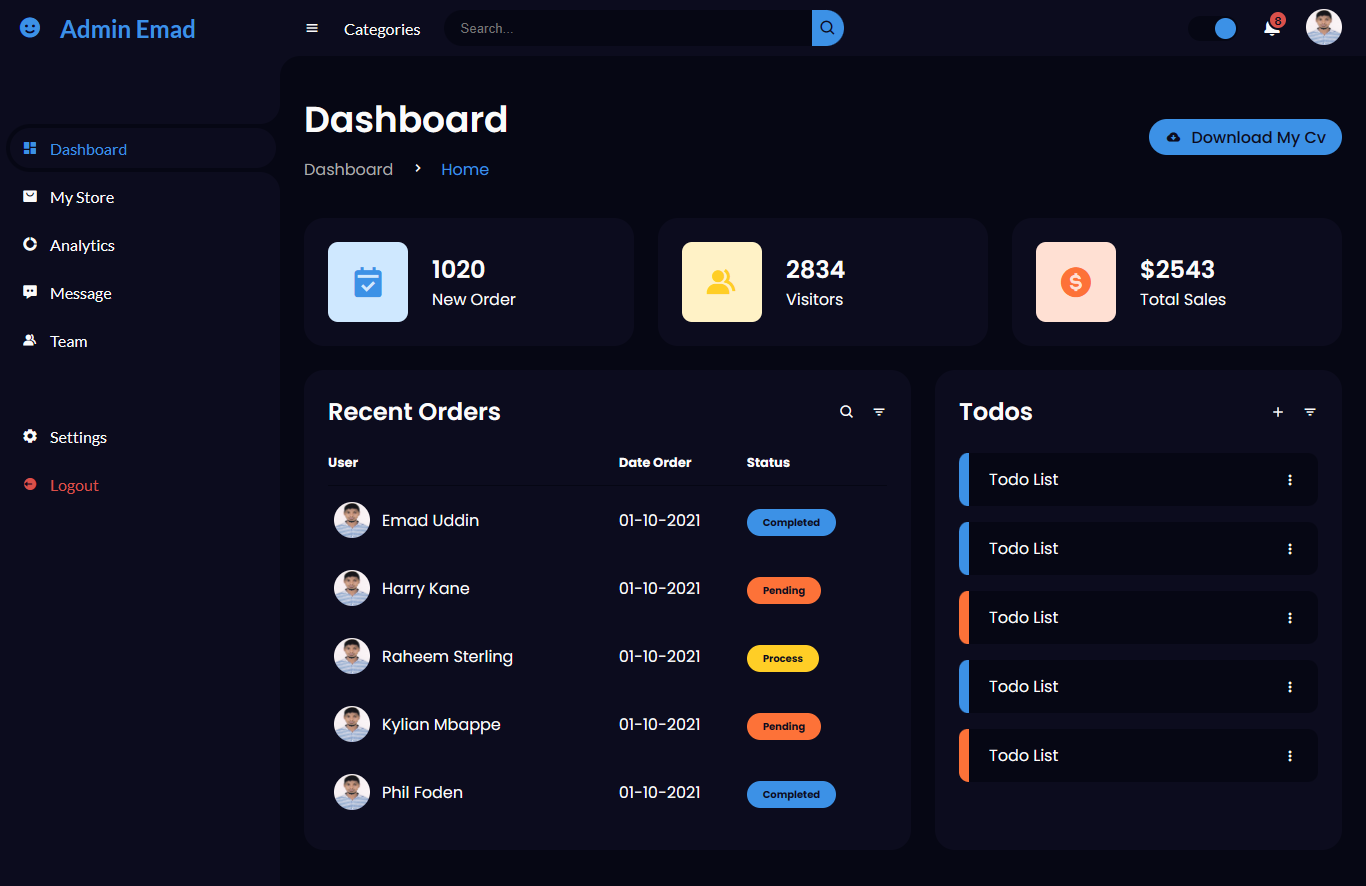 Admin Emad
Categories
Search...
8
Dashboard
My Store
Analytics
Message
Team
Settings
Logout
Dashboard
Dashboard Home
Download My Cv
1020
New Order
2834
Visitors
$2543
Total Sales
Recent Orders
User Date Order Status
Emad Uddin 01-10-2021 Completed
Harry Kane 01-10-2021 Pending
Raheem Sterling 01-10-2021 Process
Kylian Mbappe 01-10-2021 Pending
Phil Foden 01-10-2021 Completed
Todos
Todo List
Todo List
Todo List
Todo List
Todo List